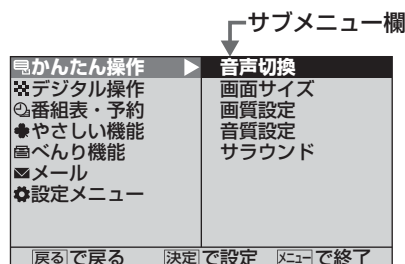 サブメニュー欄
かんたん操作 音声切換
デジタル操作 画面サイズ
番組表・予約 画質設定
やさしい機能 音質設定
べんり機能 サラウンド
メール
設定メニュー
戻るで戻る 決定で設定 メニューで終了